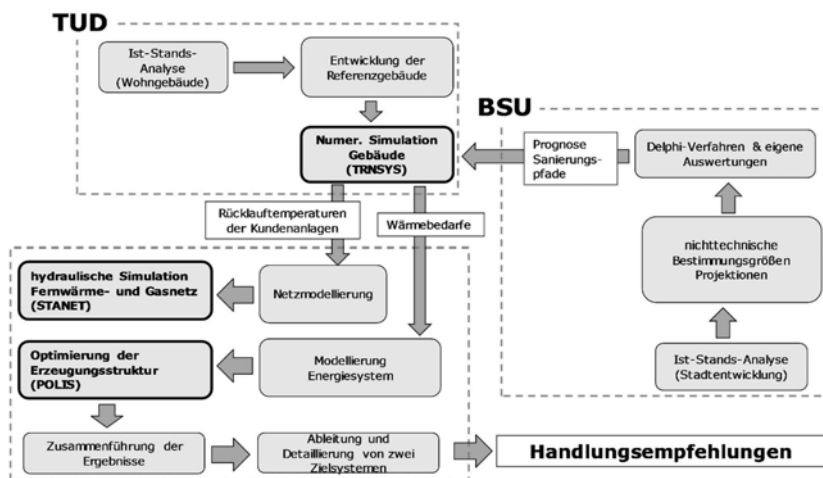 TUD
Ist-Stands-
Analyse
(Wohngebäude)
Entwicklung der
Referenzgebäude
Numer. Simulation
Gebäude
(TRNSYS)
BSU
Prognose
Sanierungs-
pfade
Delphi-Verfahren & eigene
Auswertungen
nichttechnische
Bestimmungsgrößen
Projektionen
Ist-Stands-Analyse
(Stadtentwicklung)
Rücklauftemperaturen
der Kundenanlagen
Wärmebedarfe
hydraulische Simulation
Fernwärme- und Gasnetz
(STANET)
Netzmodellierung
Optimierung der
Erzeugungsstruktur
(POLIS)
Modellierung
Energiesystem
Zusammenführung der
Ergebnisse
Ableitung und
Detaillierung von zwei
Zielsystemen
Handlungsempfehlungen